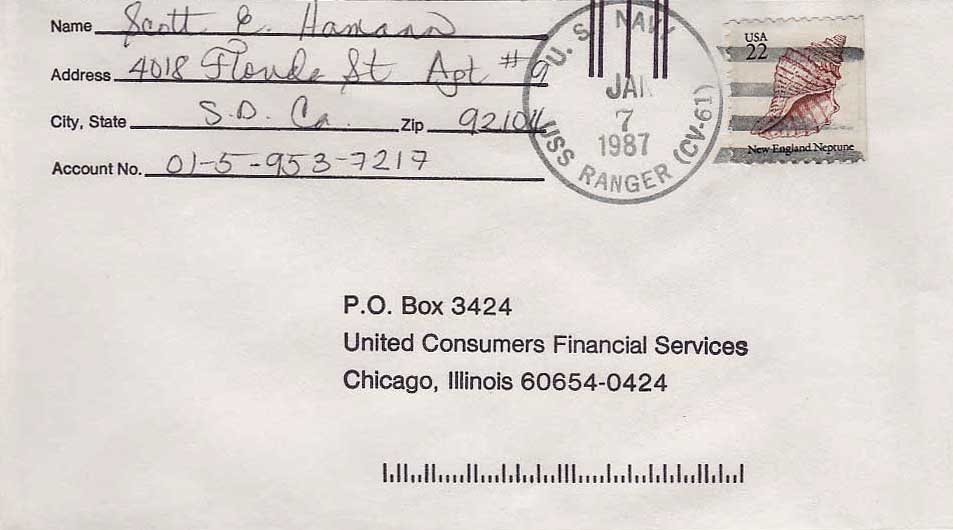 Name Scott E. Hamann
Address 4018 Florida St Apt #9
City, State S.D. Ca. Zip 92104
Account No. 01-5-953-7217
U. S. NAVY
JAN
7
1987
USS RANGER (CV-61)
USA
22
New England Neptune
P.O. Box 3424
United Consumers Financial Services
Chicago, Illinois 60654-0424